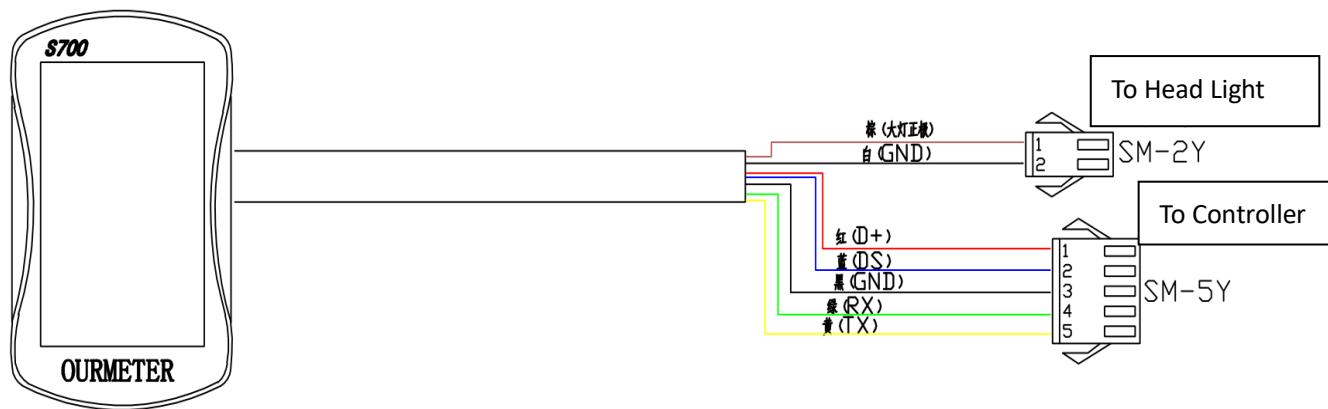 S700
OURMETER
棕(大灯正极)
白(GND)
1
2
SM-2Y
To Head Light
To Controller
红(D+)
蓝(DS)
黑(GND)
绿(RX)
黄(TX)
1
2
3
4
5
SM-5Y